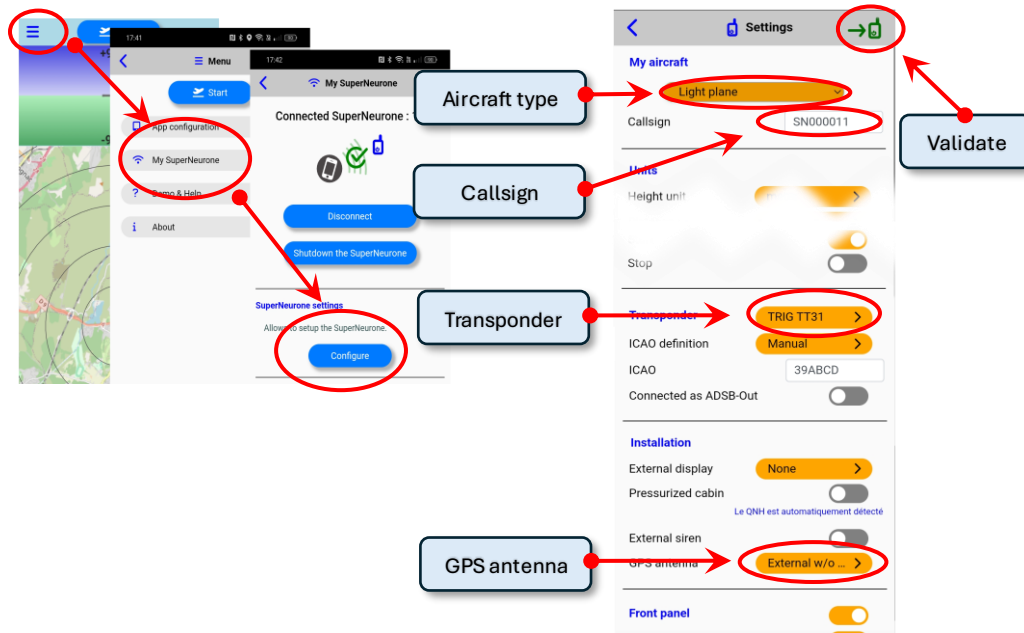 17:41
Menu
Start
App configuration
My SuperNeurone
Demo & Help
About
17:42
My SuperNeurone
Connected SuperNeurone :
Disconnect
Shutdown the SuperNeurone
SuperNeurone settings
Allows to setup the SuperNeurone.
Configure
Aircraft type
Callsign
Transponder
GPS antenna
Validate
Settings
My aircraft
Light plane
Callsign
SN000011
Units
Height unit
Stop
Transponder
TRIG TT31
ICAO definition
Manual
ICAO
39ABCD
Connected as ADSB-Out
Installation
External display
None
Pressurized cabin
Le QNH est automatiquement détecté
External siren
GPS antenna
External w/o ...
Front panel